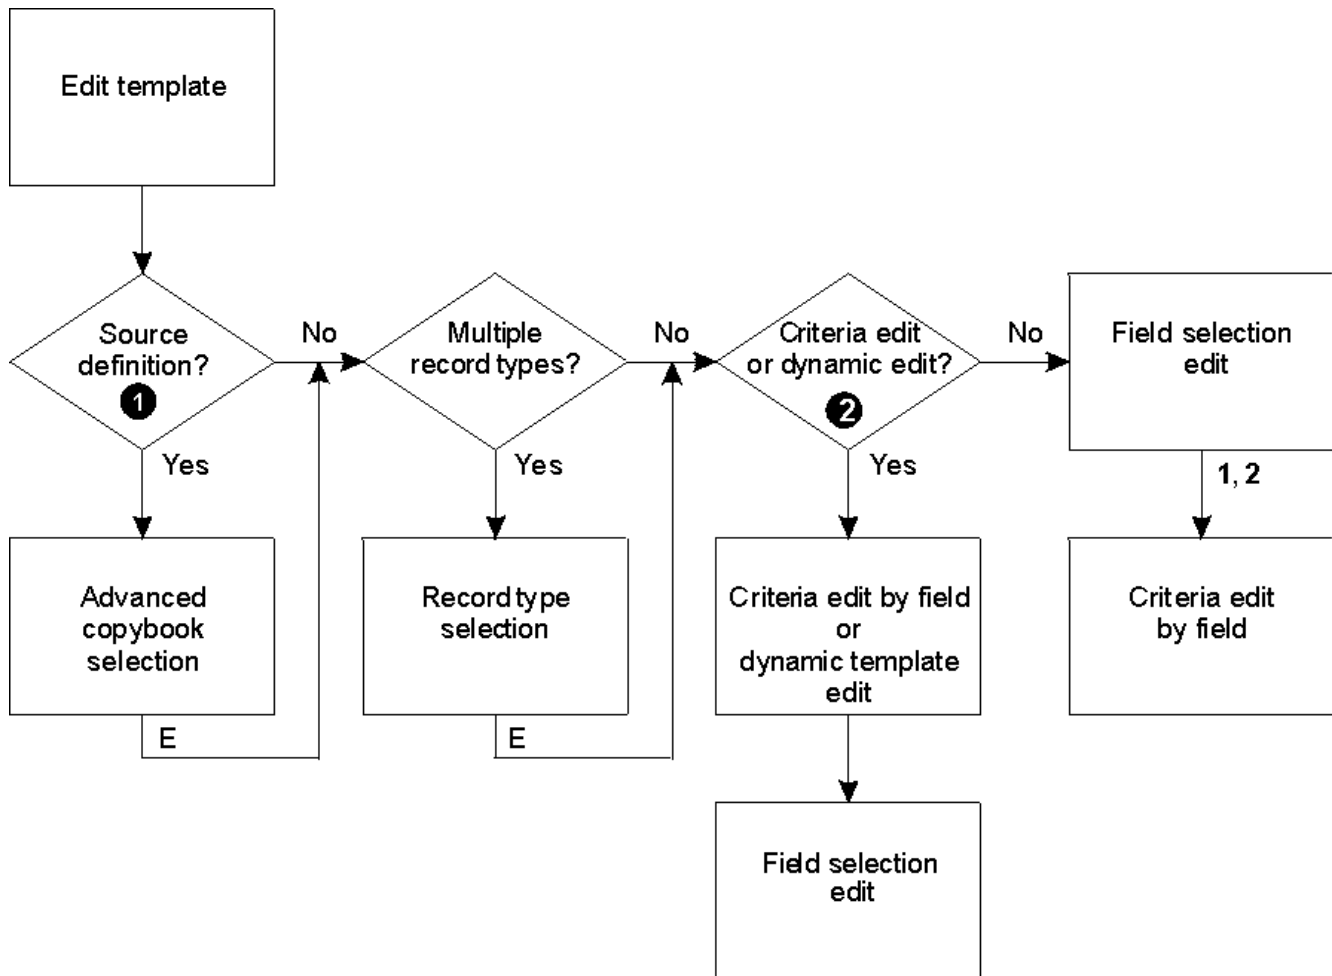 Edit template
Source
definition?
1
No
Yes
Advanced
copybook
selection
E
Multiple
record types?
No
Yes
Record type
selection
E
Criteria edit
or dynamic edit?
2
No
Yes
Criteria edit by field
or
dynamic template
edit
Field selection
edit
Field selection
edit
1, 2
Criteria edit
by field